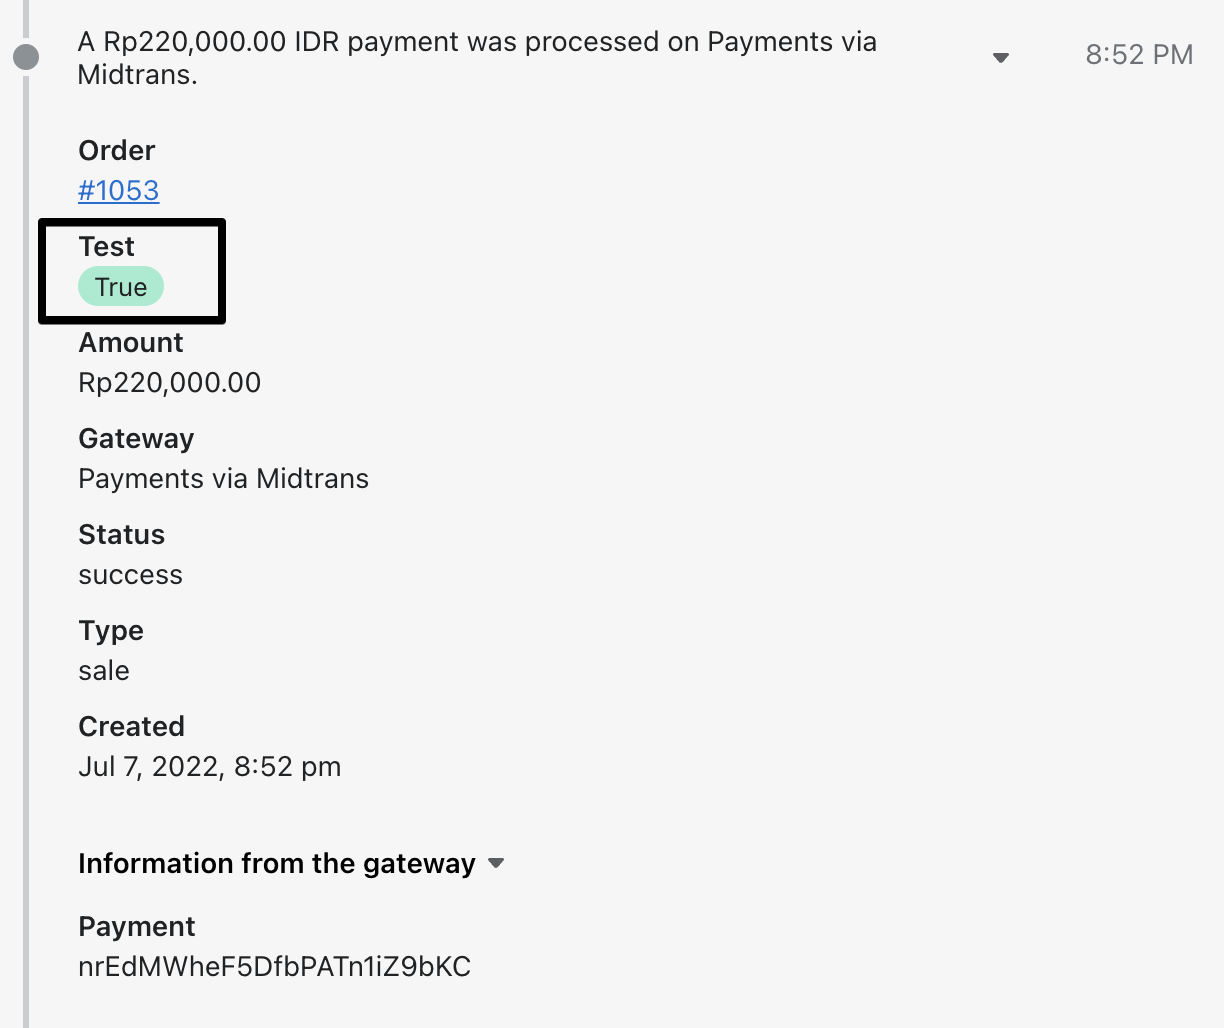 A Rp220,000.00 IDR payment was processed on Payments via
Midtrans.
8:52 PM
Order
#1053
Test
True
Amount
Rp220,000.00
Gateway
Payments via Midtrans
Status
success
Type
sale
Created
Jul 7, 2022, 8:52 pm
Information from the gateway
Payment
nrEdMWheF5DfbPATn1iZ9bKC